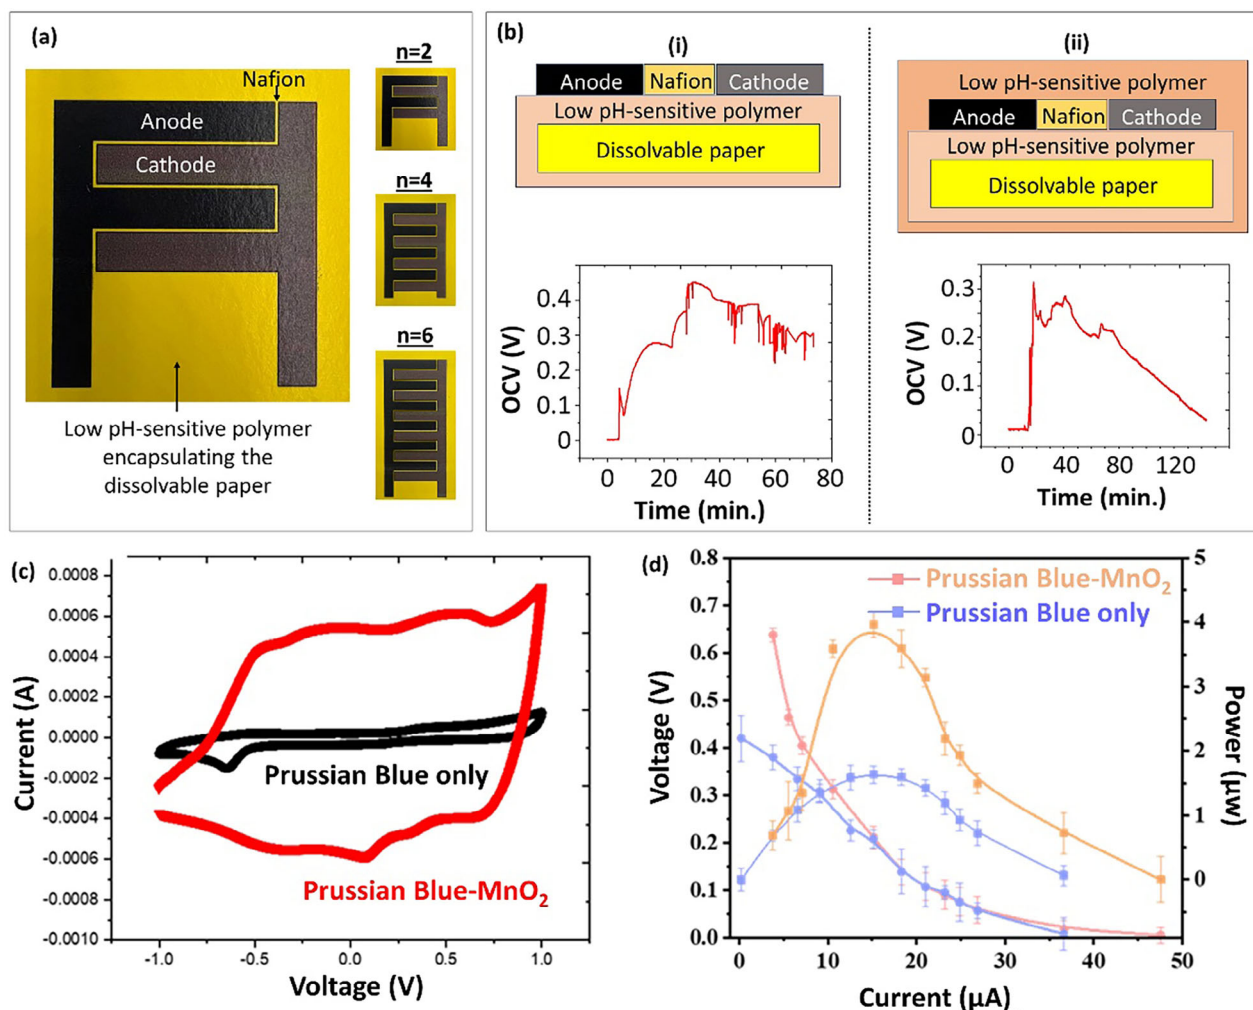 (a)
Nafion
Anode
Cathode
Low pH-sensitive polymer
encapsulating the
dissolvable paper
n=2
n=4
n=6
(b)
(i)
Anode Nafion Cathode
Low pH-sensitive polymer
Dissolvable paper
OCV (V)
0.4
0.3
0.2
0.1
0
0 20 40 60 80
Time (min.)
(ii)
Low pH-sensitive polymer
Anode Nafion Cathode
Low pH-sensitive polymer
Dissolvable paper
OCV (V)
0.3
0.2
0.1
0
0 40 80 120
Time (min.)
(c)
Current (A)
0.0008
0.0006
0.0004
0.0002
0.0000
-0.0002
-0.0004
-0.0006
-0.0008
-0.0010
Prussian Blue only
Prussian Blue-MnO₂
-1.0 -0.5 0.0 0.5 1.0
Voltage (V)
(d)
Voltage (V)
0.8
0.7
0.6
0.5
0.4
0.3
0.2
0.1
0.0
Prussian Blue-MnO₂
Prussian Blue only
5
4
3
2
1
0
Power (μw)
0 10 20 30 40 50
Current (μA)